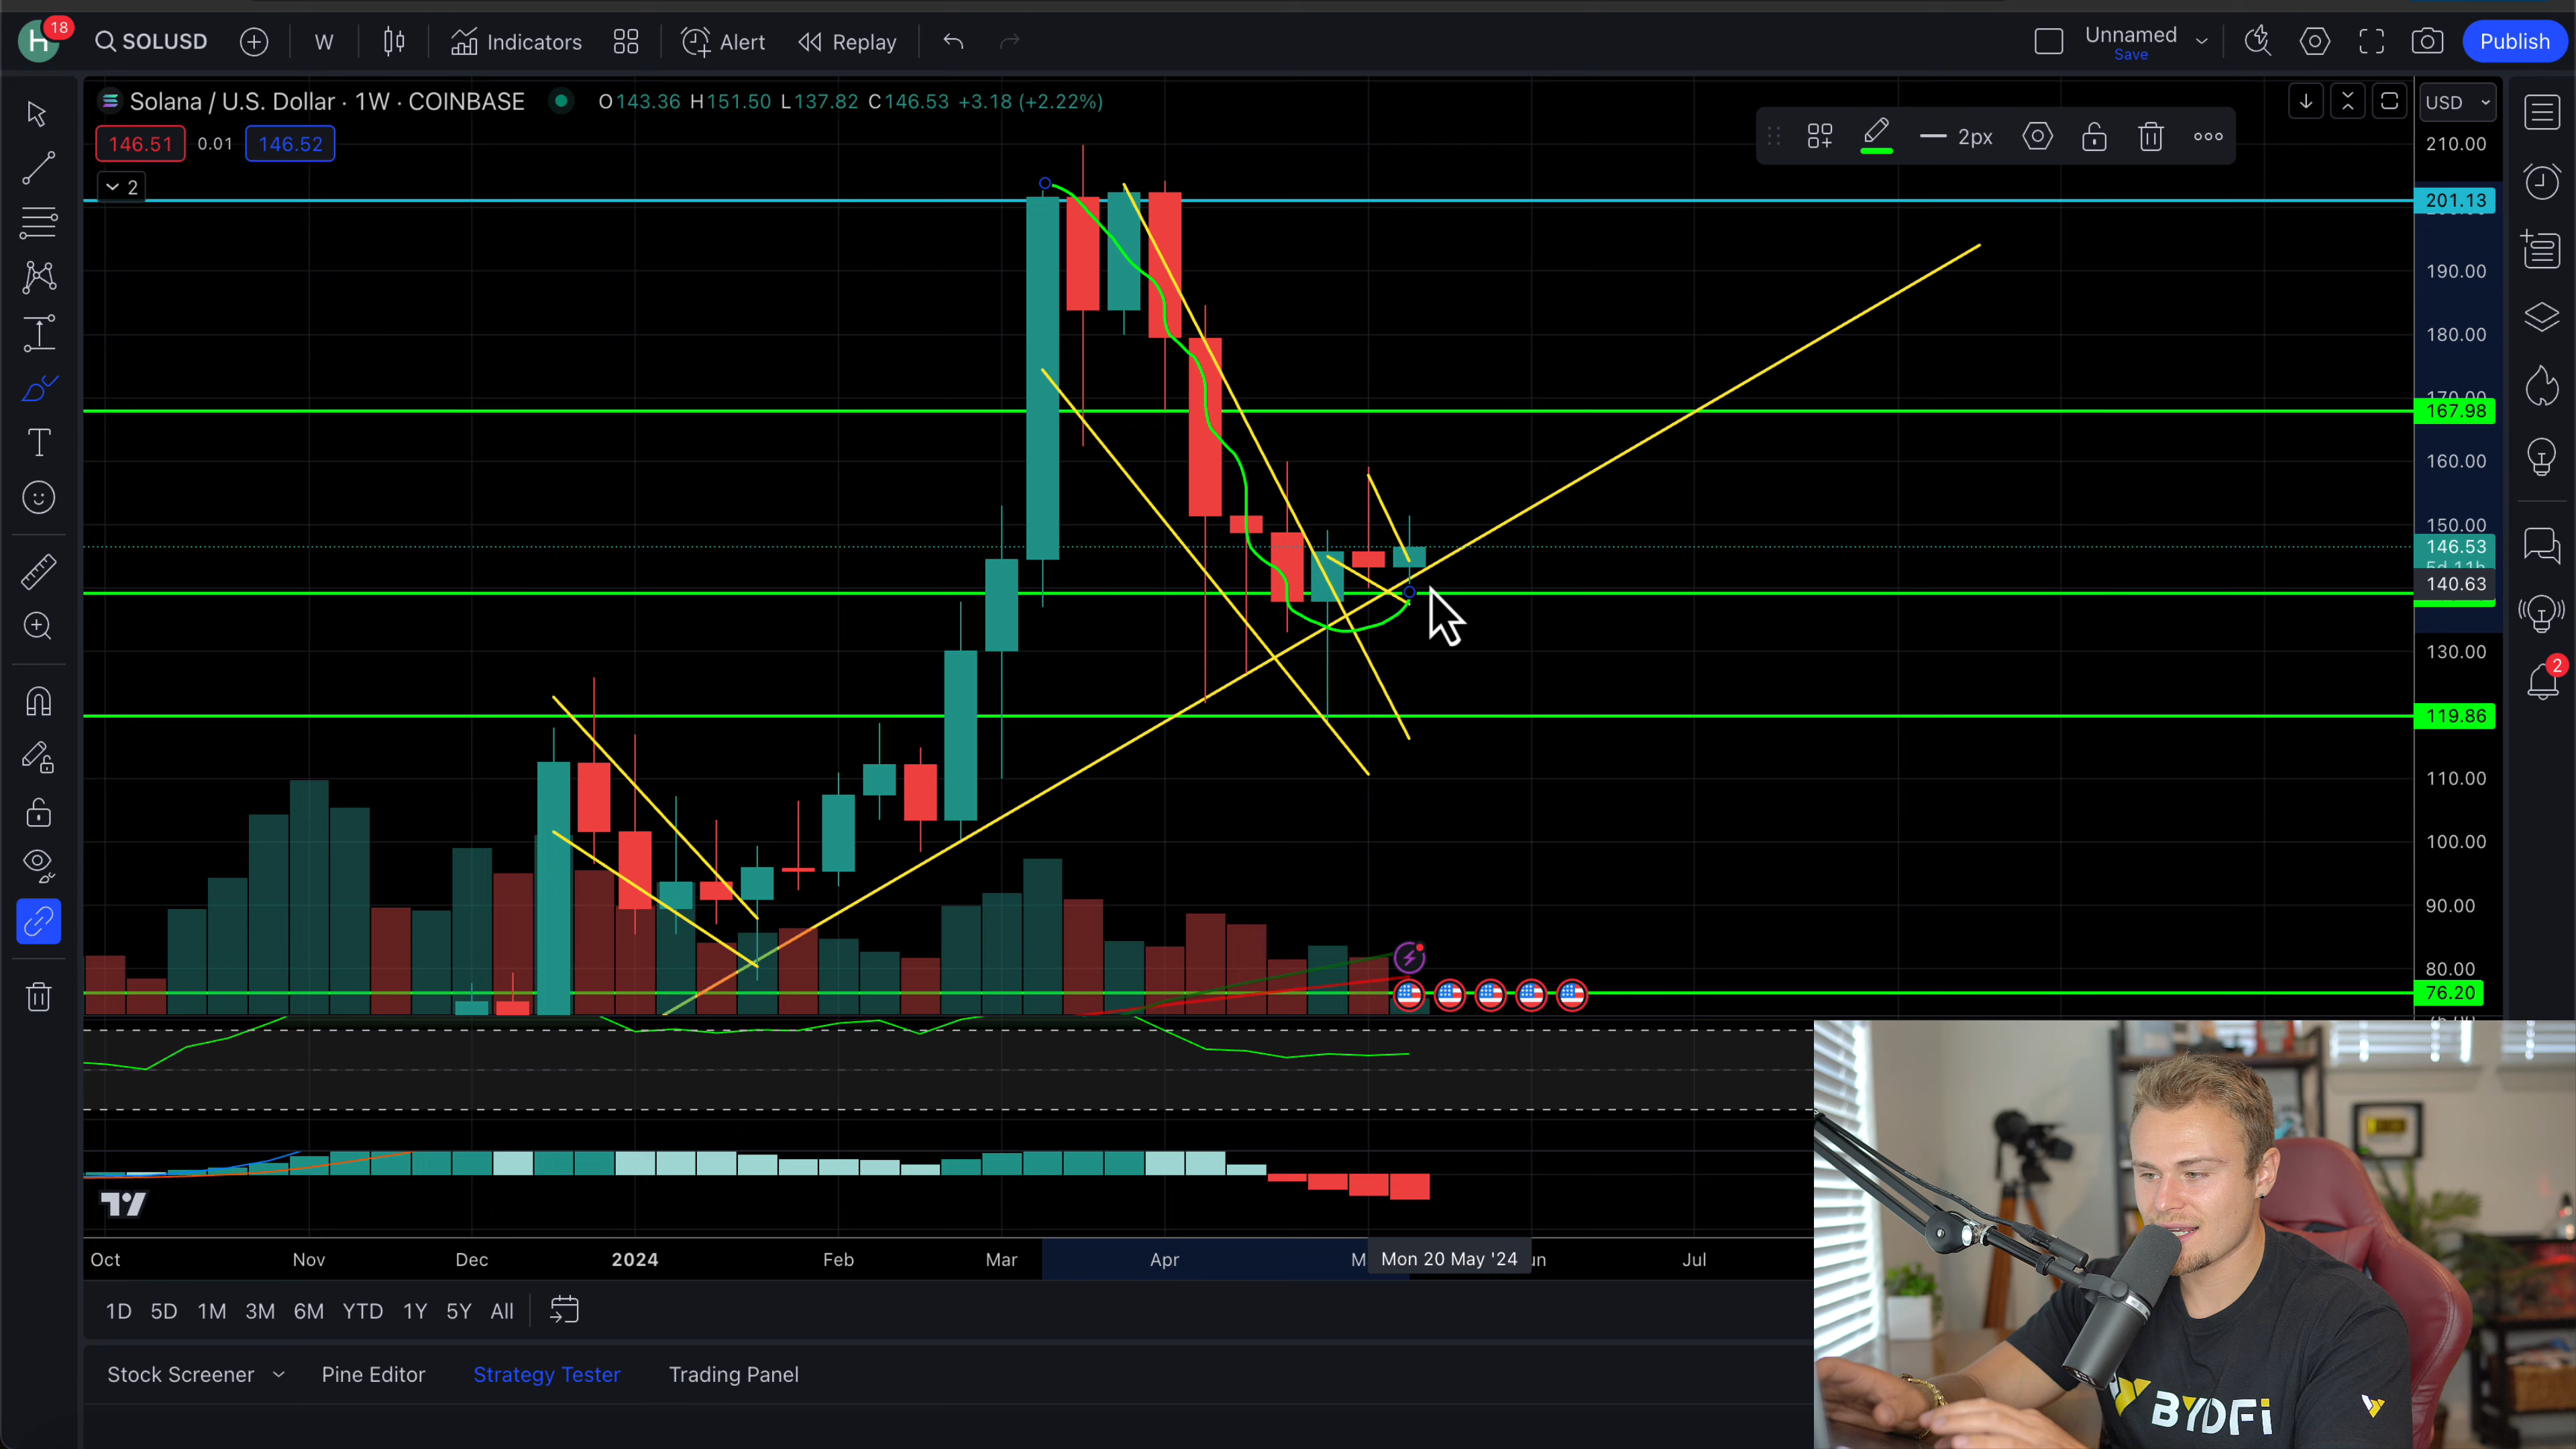 H 18 SOLUSD W Indicators Alert Replay Unnamed Publish
Save
Solana / U.S. Dollar · 1W · COINBASE O143.36 H151.50 L137.82 C146.53 +3.18 (+2.22%) USD
146.51 0.01 146.52
2
2px
210.00
201.13
190.00
180.00
167.98
160.00
150.00
146.53
5d 11h
140.63
130.00
119.86
110.00
100.00
90.00
80.00
76.20
2
Oct Nov Dec 2024 Feb Mar Apr Mon 20 May '24 Jul
1D 5D 1M 3M 6M YTD 1Y 5Y All
Stock Screener Pine Editor Strategy Tester Trading Panel
BYDFi